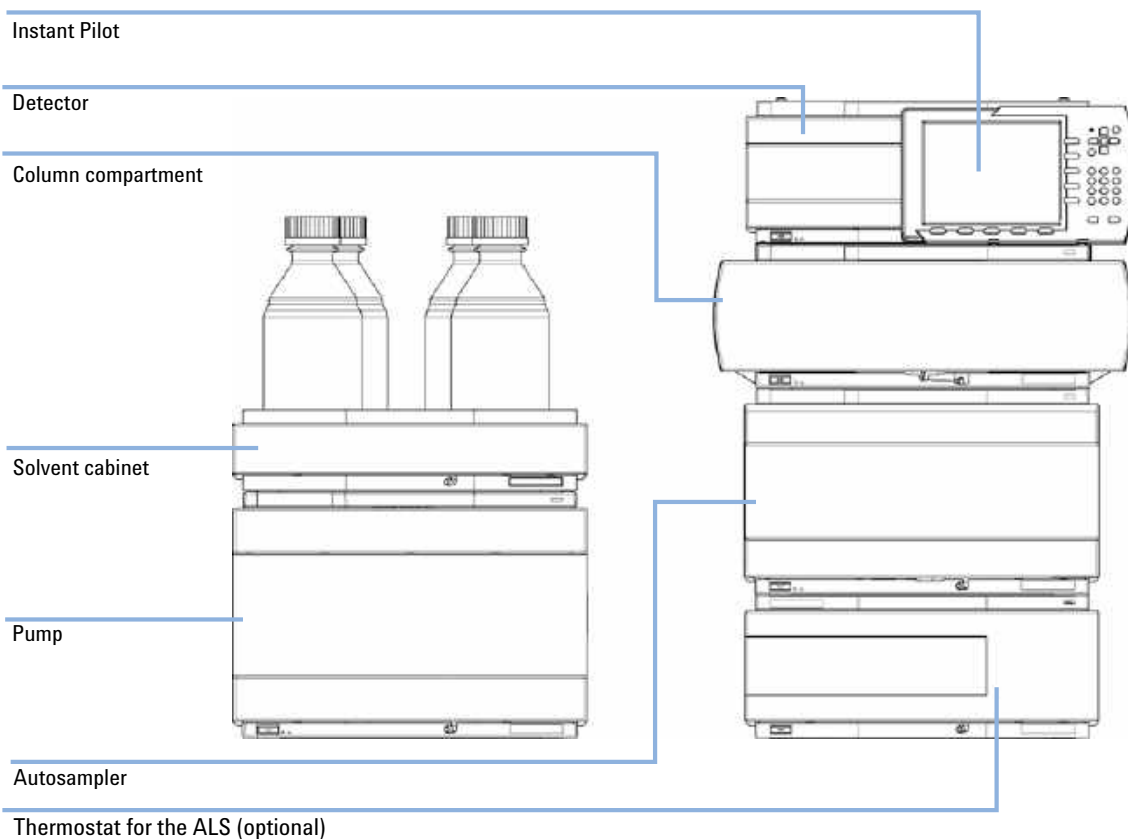 Instant Pilot
Detector
Column compartment
Solvent cabinet
Pump
Autosampler
Thermostat for the ALS (optional)